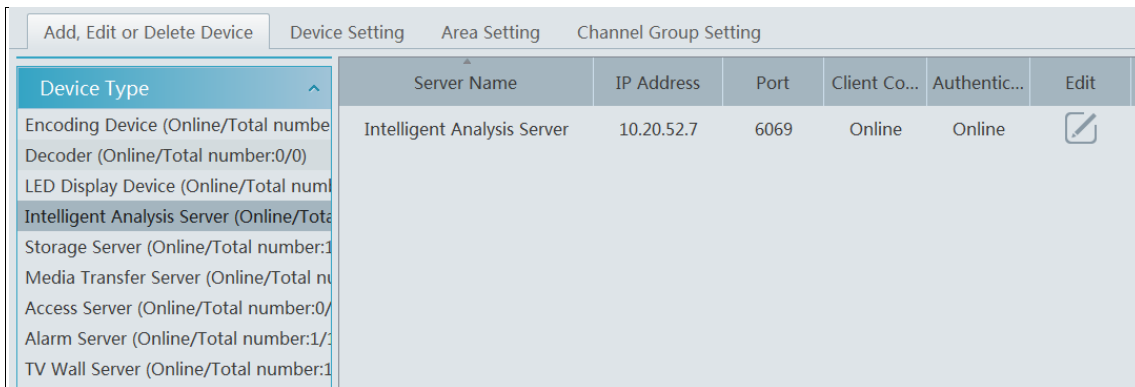 Add, Edit or Delete Device Device Setting Area Setting Channel Group Setting
Device Type
Encoding Device (Online/Total numbe
Decoder (Online/Total number:0/0)
LED Display Device (Online/Total
Intelligent Analysis Server (Online/Tota
Storage Server (Online/Total number:1
Media Transfer Server (Online/Total
Access Server (Online/Total number:0/
Alarm Server (Online/Total number:1/1
TV Wall Server (Online/Total number:1
Server Name IP Address Port Client Co... Authentic... Edit
Intelligent Analysis Server 10.20.52.7 6069 Online Online